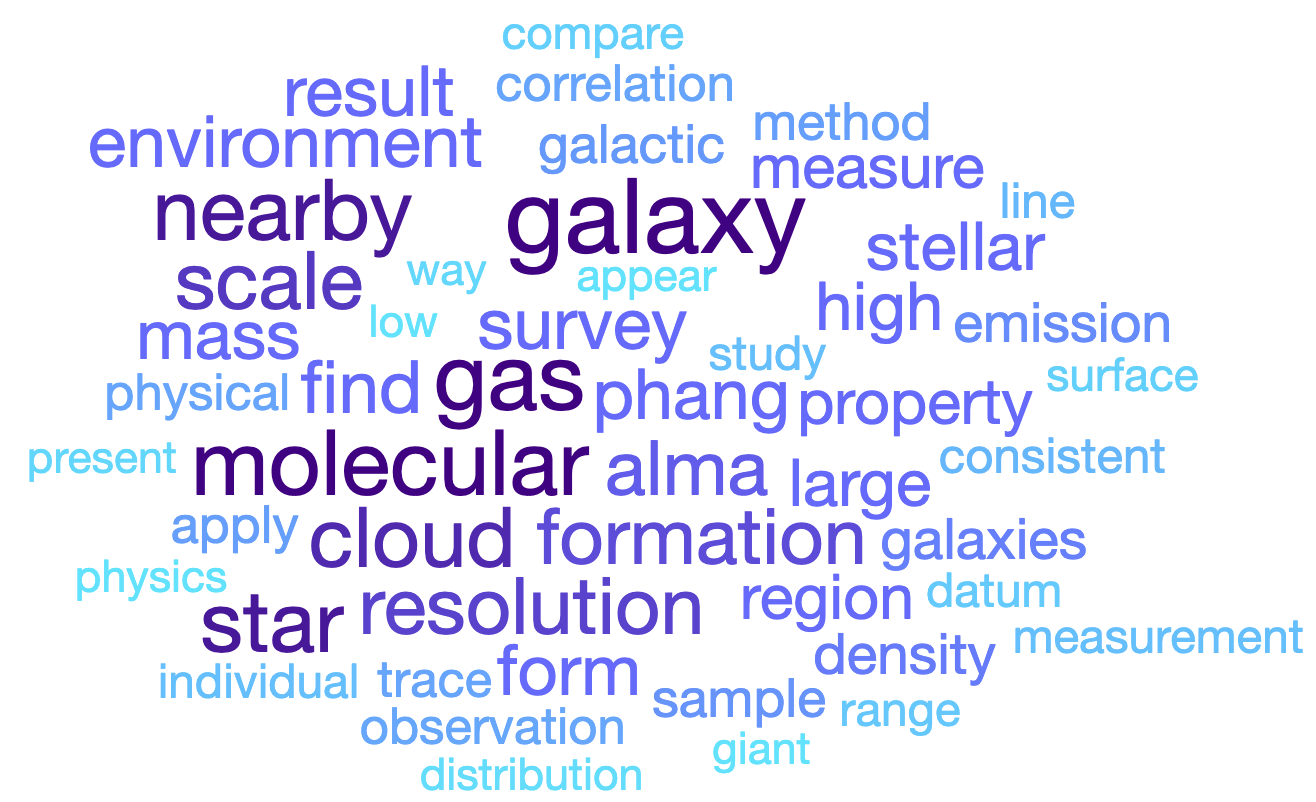 compare
result correlation
environment galactic method
measure
nearby galaxy line
stellar
scale way appear
high
mass low survey emission
study
physical find gas phang property surface
present molecular alma large consistent
apply cloud formation galaxies
physics
star resolution region datum
measurement
individual trace form density
sample range
observation
giant
distribution